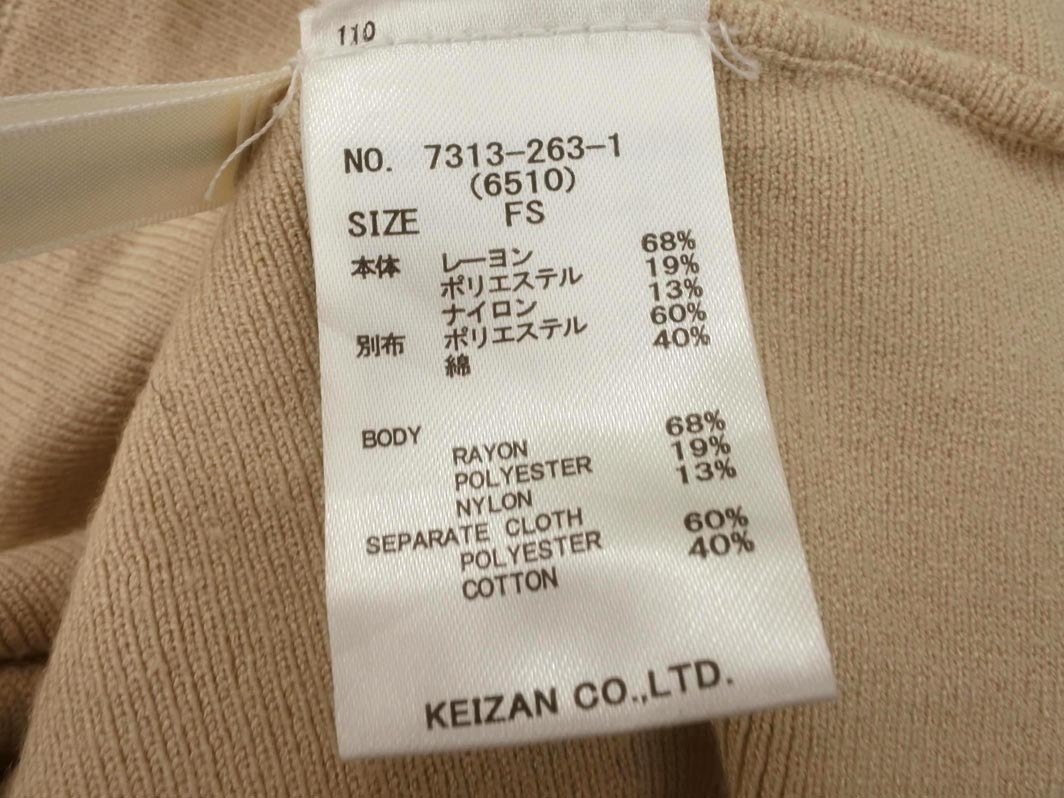 110
NO. 7313-263-1
(6510)
SIZE FS
本体 レーヨン 68%
ポリエステル 19%
ナイロン 13%
別布 ポリエステル 60%
綿 40%
BODY
RAYON 68%
POLYESTER 19%
NYLON 13%
SEPARATE CLOTH
POLYESTER 60%
COTTON 40%
KEIZAN CO.,LTD.